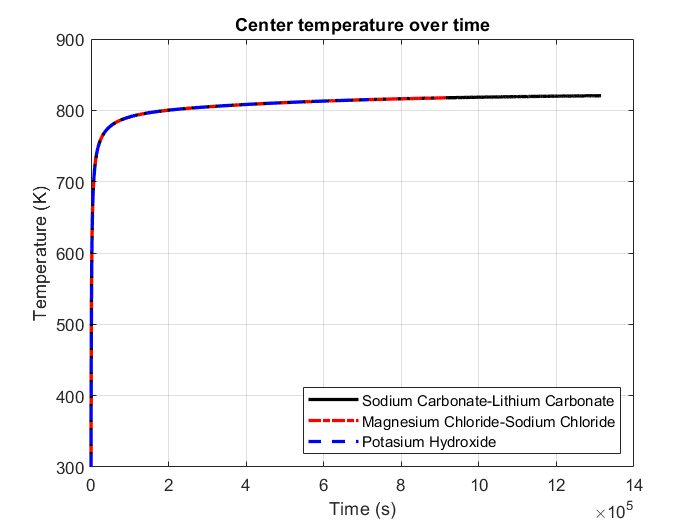 Center temperature over time
900
800
700
600
500
400
300
Temperature (K)
0 2 4 6 8 10 12 14
Time (s)
×10^5
Sodium Carbonate-Lithium Carbonate
Magnesium Chloride-Sodium Chloride
Potasium Hydroxide